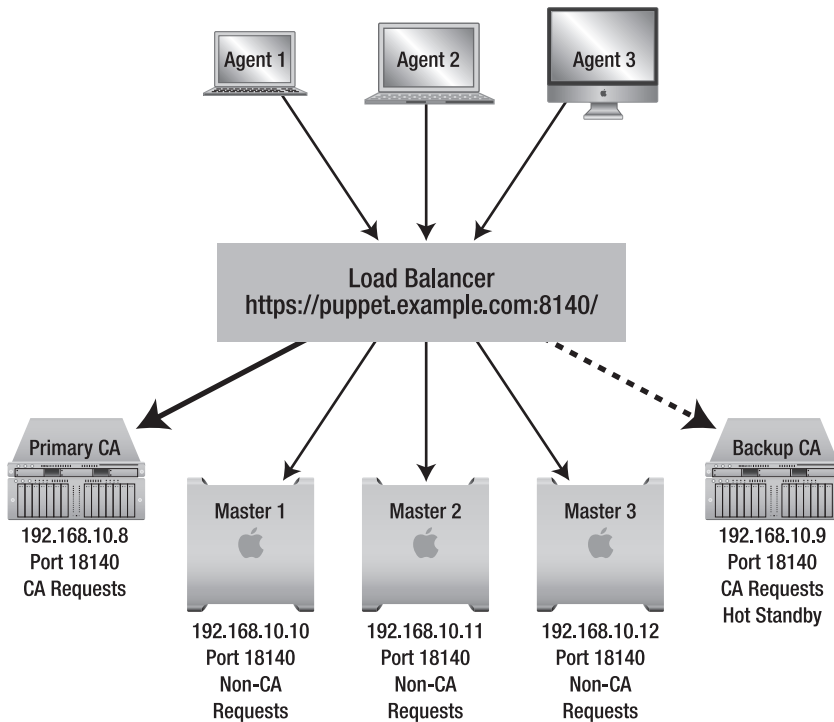 Agent 1
Agent 2
Agent 3
Load Balancer
https://puppet.example.com:8140/
Primary CA
192.168.10.8
Port 18140
CA Requests
Master 1
192.168.10.10
Port 18140
Non-CA
Requests
Master 2
192.168.10.11
Port 18140
Non-CA
Requests
Master 3
192.168.10.12
Port 18140
Non-CA
Requests
Backup CA
192.168.10.9
Port 18140
CA Requests
Hot Standby